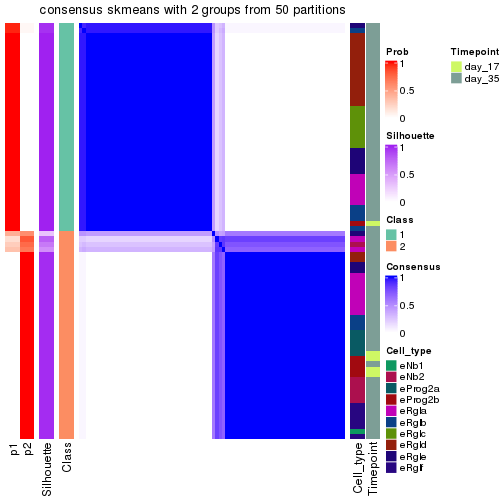 consensus skmeans with 2 groups from 50 partitions
Prob
1
0.5
0
Silhouette
1
0.5
0
Class
1
2
Consensus
1
0.5
0
Cell_type
eNb1
eNb2
eProg2a
eProg2b
eRgla
eRglb
eRglc
eRgld
eRgle
eRglf
Timepoint
day_17
day_35
p1
p2
Silhouette
Class
Cell_type
Timepoint